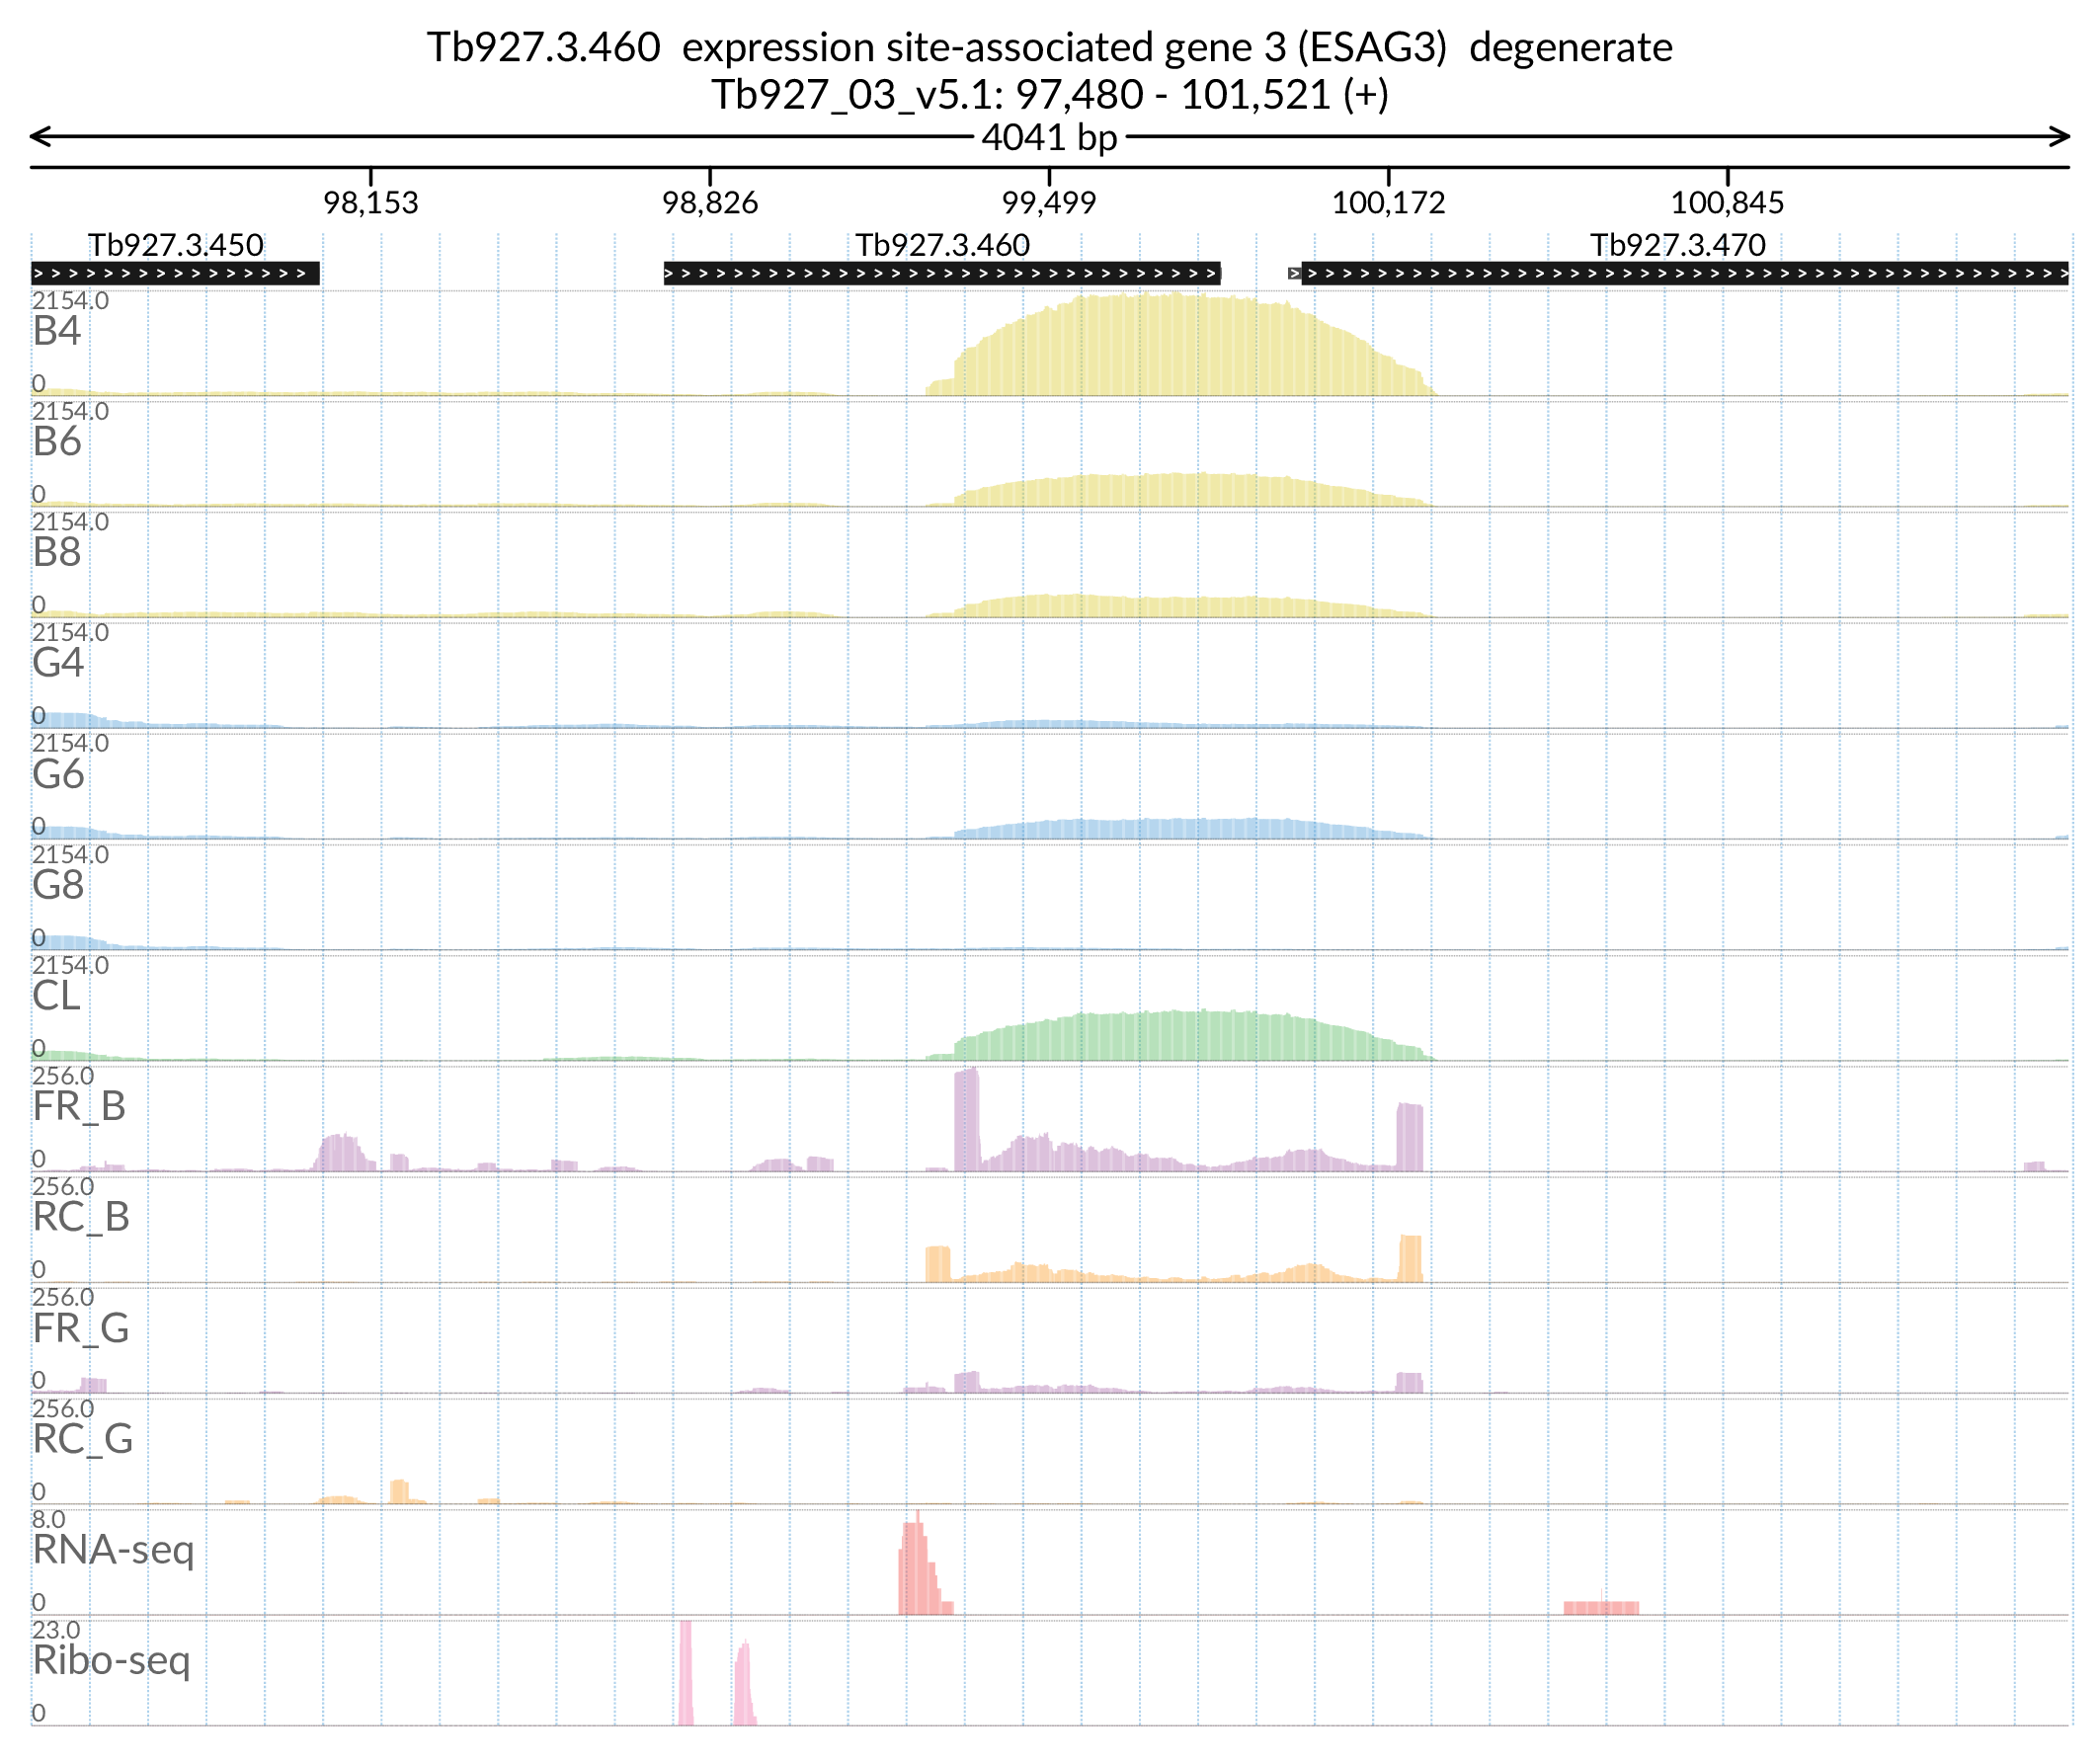 Tb927.3.460  expression site-associated gene 3 (ESAG3)  degenerate
Tb927_03_v5.1: 97,480 - 101,521 (+)
4041 bp
98,153 98,826 99,499 100,172 100,845
Tb927.3.450 Tb927.3.460 Tb927.3.470
2154.0
B4
0
2154.0
B6
0
2154.0
B8
0
2154.0
G4
0
2154.0
G6
0
2154.0
G8
0
2154.0
CL
0
256.0
FR_B
0
256.0
RC_B
0
256.0
FR_G
0
256.0
RC_G
0
8.0
RNA-seq
0
23.0
Ribo-seq
0